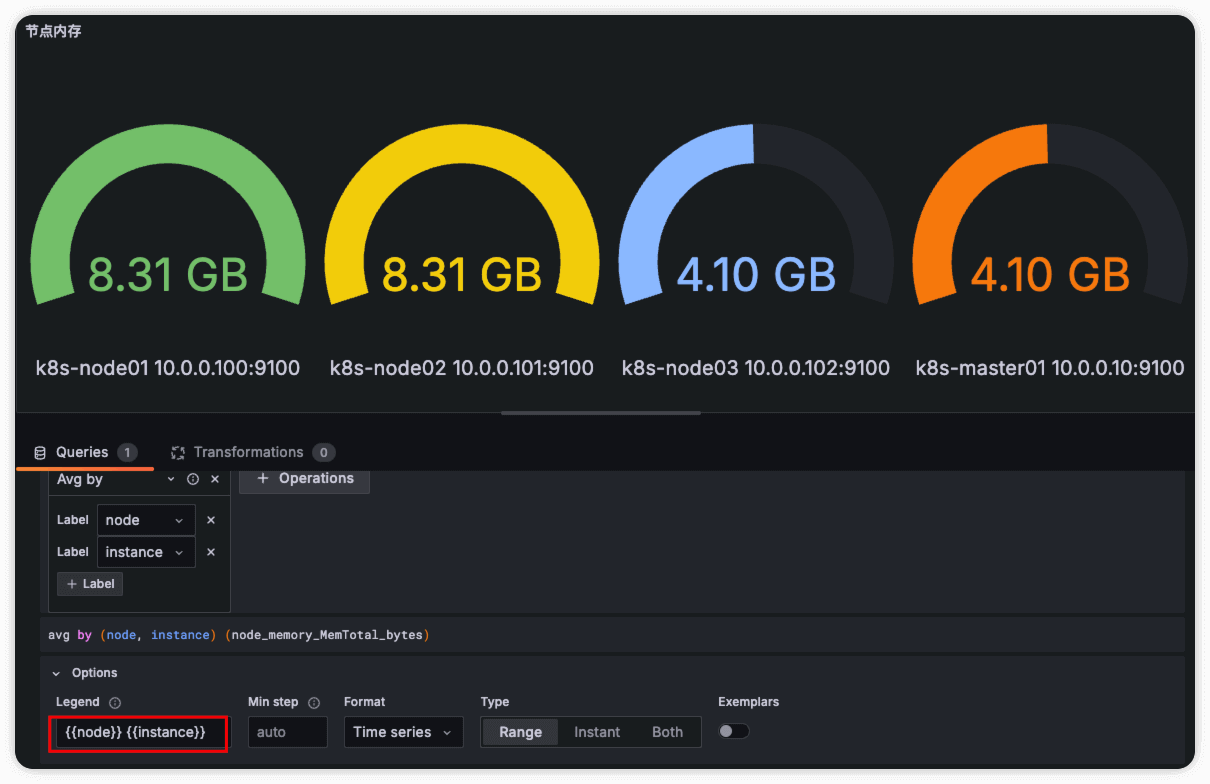 节点内存
8.31 GB 8.31 GB 4.10 GB 4.10 GB
k8s-node01 10.0.0.100:9100 k8s-node02 10.0.0.101:9100 k8s-node03 10.0.0.102:9100 k8s-master01 10.0.0.10:9100
Queries 1 Transformations 0
Avg by + Operations
Label node
Label instance
+ Label
avg by (node, instance) (node_memory_MemTotal_bytes)
Options
Legend Min step Format Type Exemplars
{{node}} {{instance}} auto Time series Range Instant Both